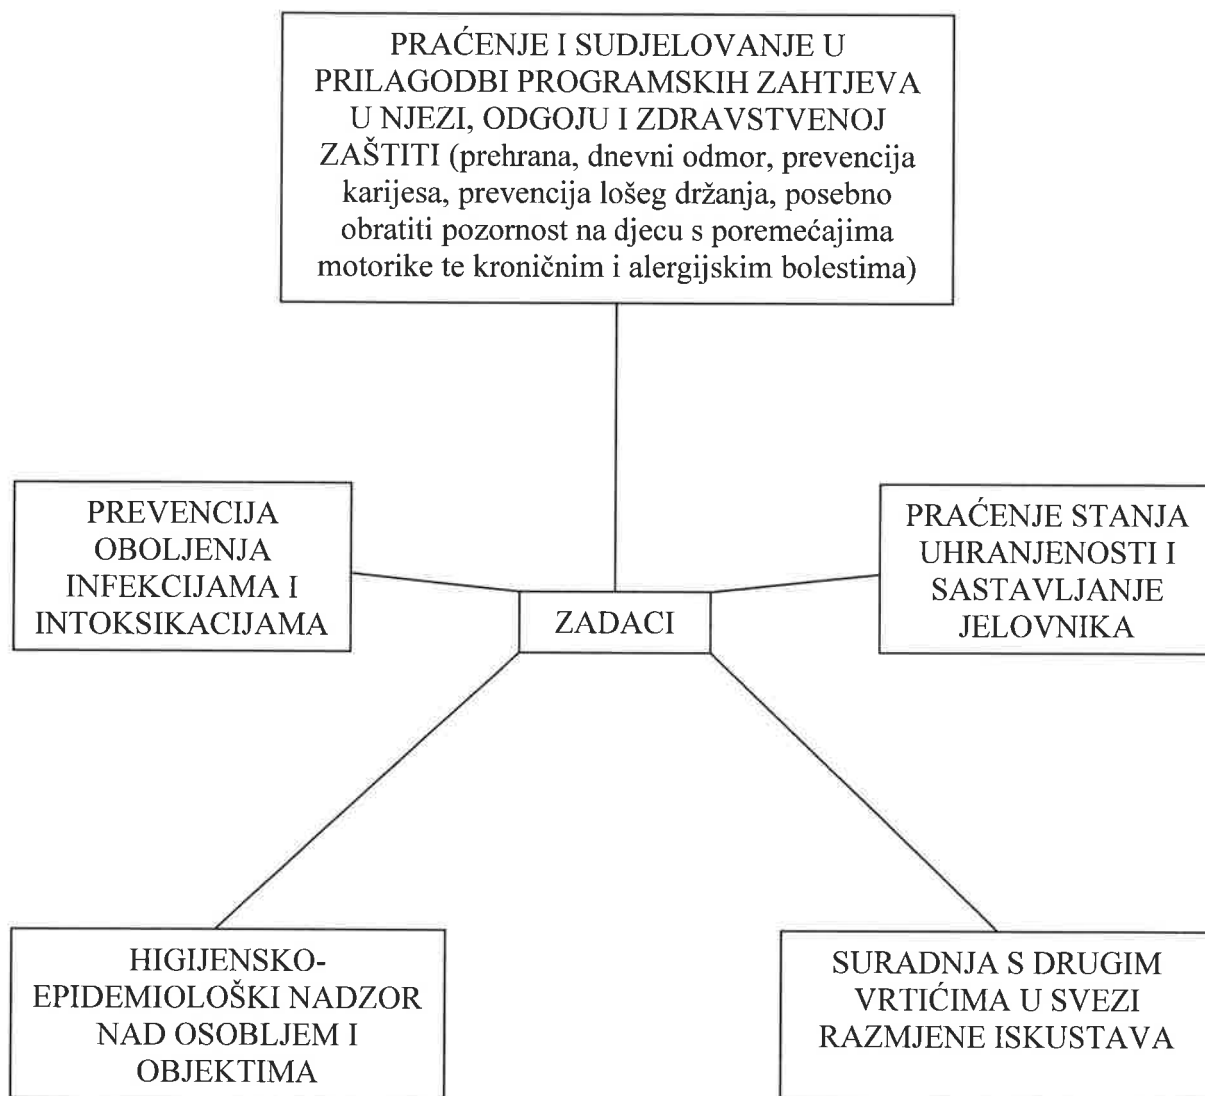 PRAĆENJE I SUDJELOVANJE U
PRILAGODBI PROGRAMSKIH ZAHTJEVA
U NJEZI, ODGOJU I ZDRAVSTVENOJ
ZAŠTITI (prehrana, dnevni odmor, prevencija
karijesa, prevencija lošeg držanja, posebno
obratiti pozornost na djecu s poremećajima
motorike te kroničnim i alergijskim bolestima)
PREVENCIJA
OBOLJENJA
INFEKCIJAMA I
INTOKSIKACIJAMA
PRAĆENJE STANJA
UHRANJENOSTI I
SASTAVLJANJE
JELOVNIKA
ZADACI
HIGIJENSKO-
EPIDEMIOLOŠKI NADZOR
NAD OSOBLJEM I
OBJEKTIMA
SURADNJA S DRUGIM
VRTIĆIMA U SVEZI
RAZMJENE ISKUSTAVA